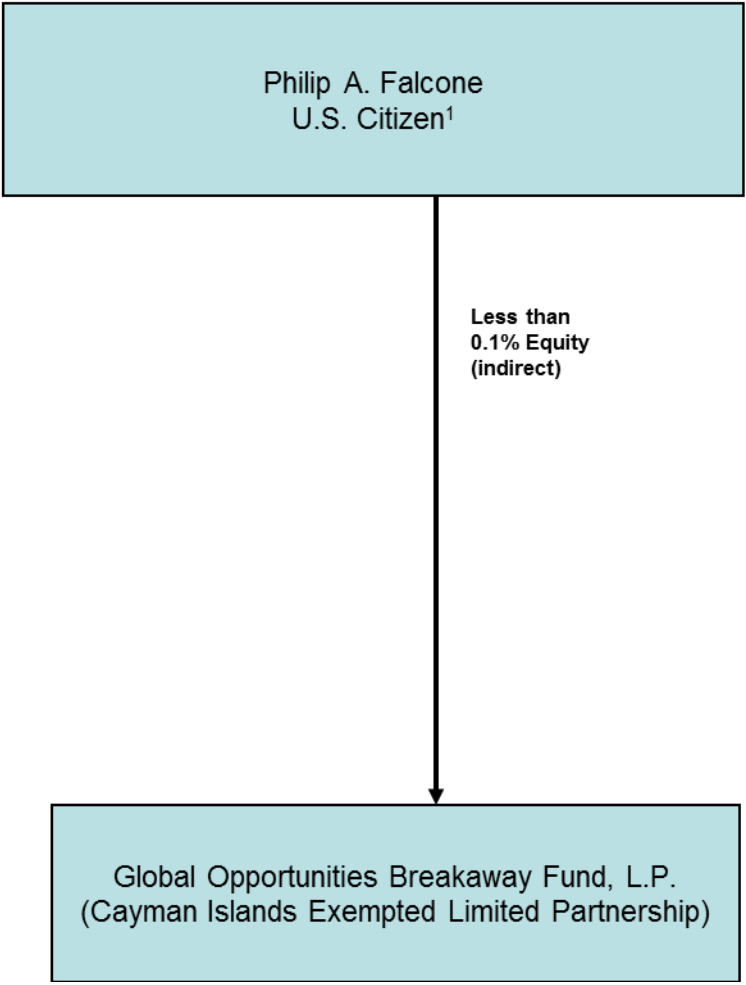 Philip A. Falcone
U.S. Citizen¹
Less than
0.1% Equity
(indirect)
Global Opportunities Breakaway Fund, L.P.
(Cayman Islands Exempted Limited Partnership)